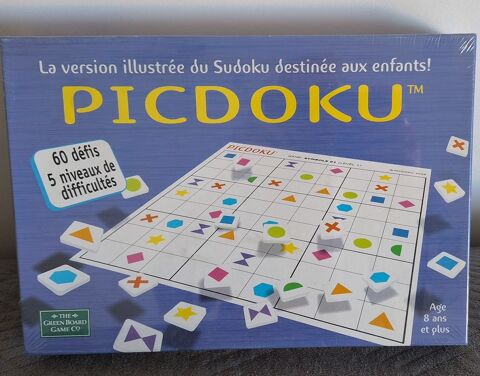 La version illustrée du Sudoku destinée aux enfants!
PICDOKU™
60 défis
5 niveaux de
difficultés
PICDOKU
THE
GREEN BOARD
GAME CO
Age
8 ans
et plus